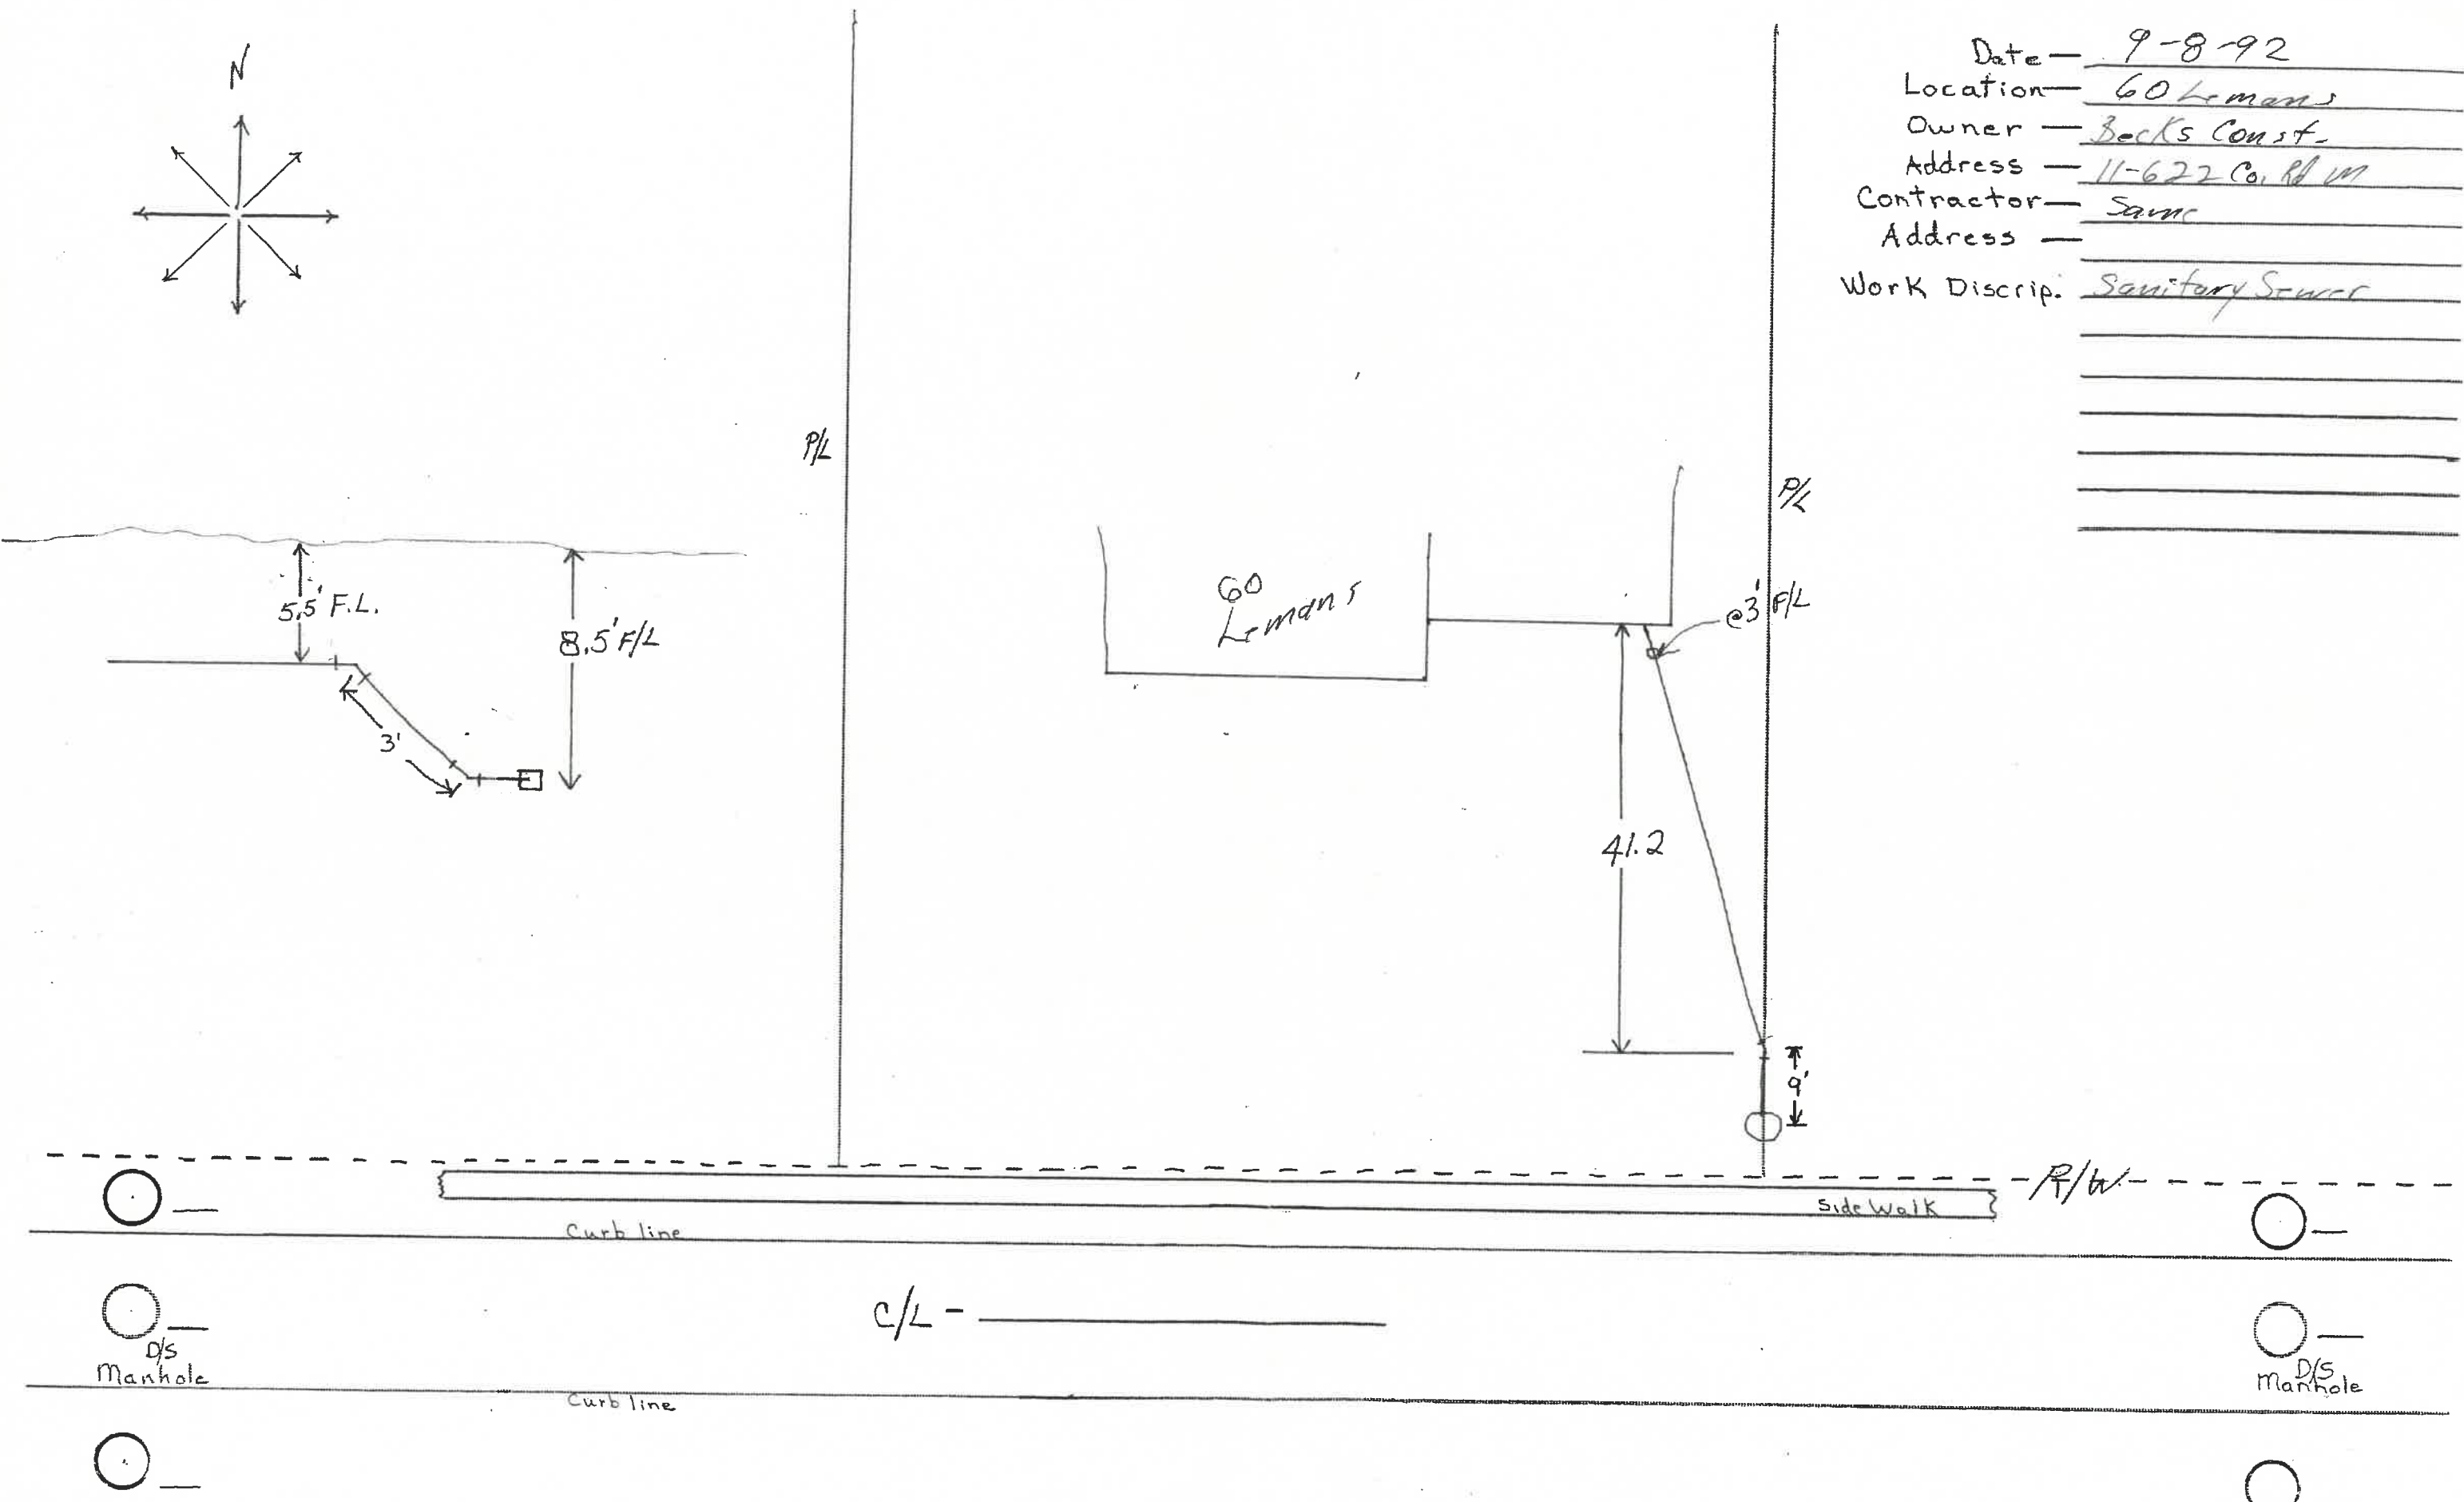 N
Date — 9-8-92
Location — 60 Lemans
Owner — Becks Const.
Address — 11-622 Co. Rd M
Contractor — Same
Address —
Work Discrip. Sanitary Sewer
P/L
P/L
5.5' F.L.
8.5' F/L
3'
60
Lemans
@3' F/L
41.2
9'
R/W
Side Walk
Curb line
C/L -
D/S
Manhole
D/S
Manhole
Curb line